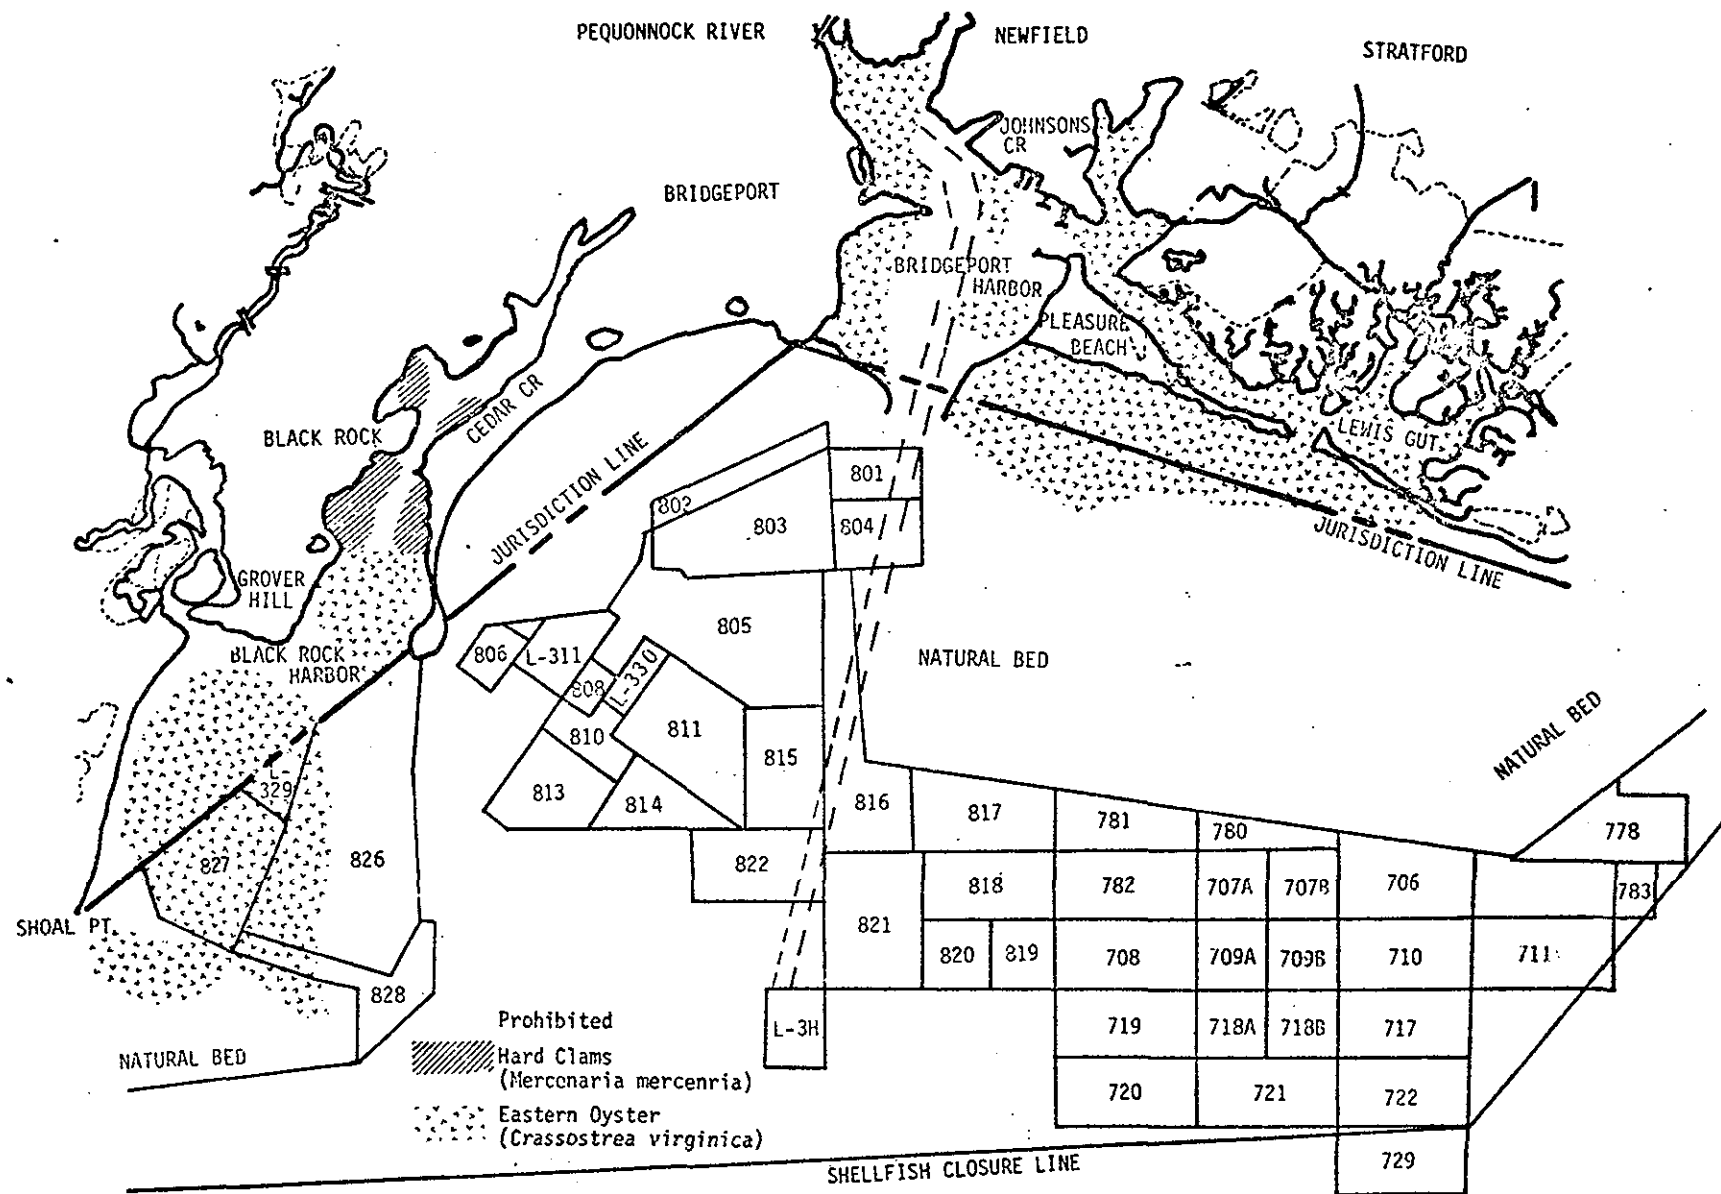 PEQUONNOCK RIVER
NEWFIELD
STRATFORD
JOHNSONS
CR
BRIDGEPORT
BRIDGEPORT
HARBOR
PLEASURE
BEACH
CEDAR CR
BLACK ROCK
LEWIS GUT
JURISDICTION LINE
801
802
803
804
JURISDICTION LINE
GROVER
HILL
805
806
L-311
BLACK ROCK
HARBOR
NATURAL BED
L-330
808
NATURAL BED
810
811
815
L-
329
813
814
816
817
781
780
778
827
826
822
818
782
707A
707B
706
783
SHOAL PT.
821
820
819
708
709A
709B
710
711
828
Prohibited
L-3H
719
718A
718B
717
NATURAL BED
Hard Clams
(Mercenaria mercenria)
720
721
722
Eastern Oyster
(Crassostrea virginica)
SHELLFISH CLOSURE LINE
729